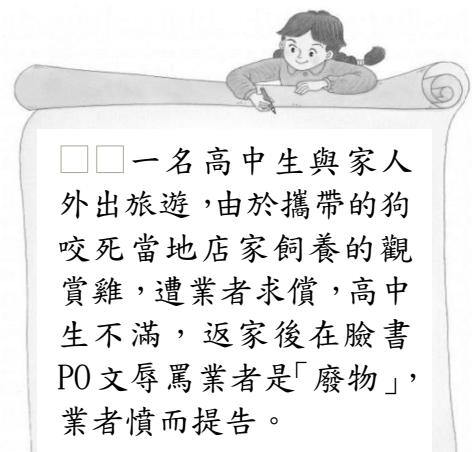 □□一名高中生與家人
外出旅遊，由於攜帶的狗
咬死當地店家飼養的觀
賞雞，遭業者求償，高中
生不滿，返家後在臉書
PO文辱罵業者是「廢物」，
業者憤而提告。